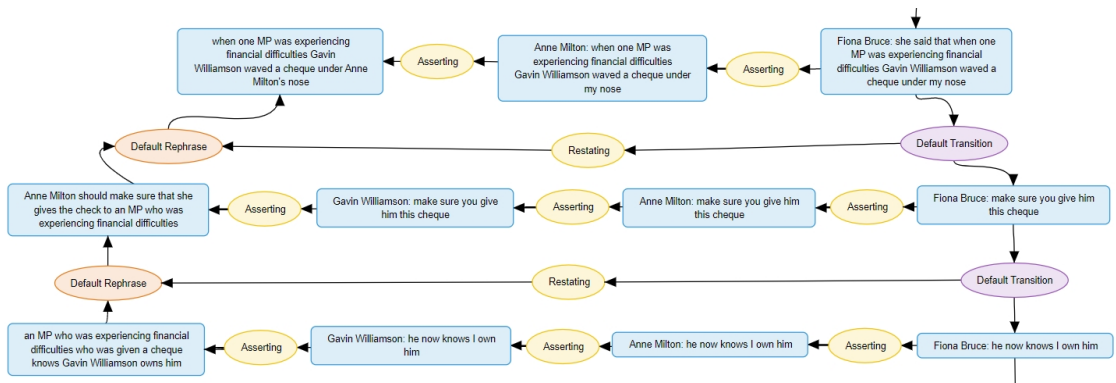 when one MP was experiencing
financial difficulties Gavin
Williamson waved a cheque under Anne
Milton's nose
Asserting
Anne Milton: when one MP was
experiencing financial difficulties
Gavin Williamson waved a cheque under
my nose
Asserting
Fiona Bruce: she said that when one
MP was experiencing financial
difficulties Gavin Williamson waved a
cheque under my nose
Default Rephrase
Restating
Default Transition
Anne Milton should make sure that she
gives the check to an MP who was
experiencing financial difficulties
Asserting
Gavin Williamson: make sure you give
him this cheque
Asserting
Anne Milton: make sure you give
him this cheque
Asserting
Fiona Bruce: make sure you give him
this cheque
Default Rephrase
Restating
Default Transition
an MP who was experiencing financial
difficulties who was given a cheque
knows Gavin Williamson owns him
Asserting
Gavin Williamson: he now knows I own
him
Asserting
Anne Milton: he now knows I own him
Asserting
Fiona Bruce: he now knows I own him